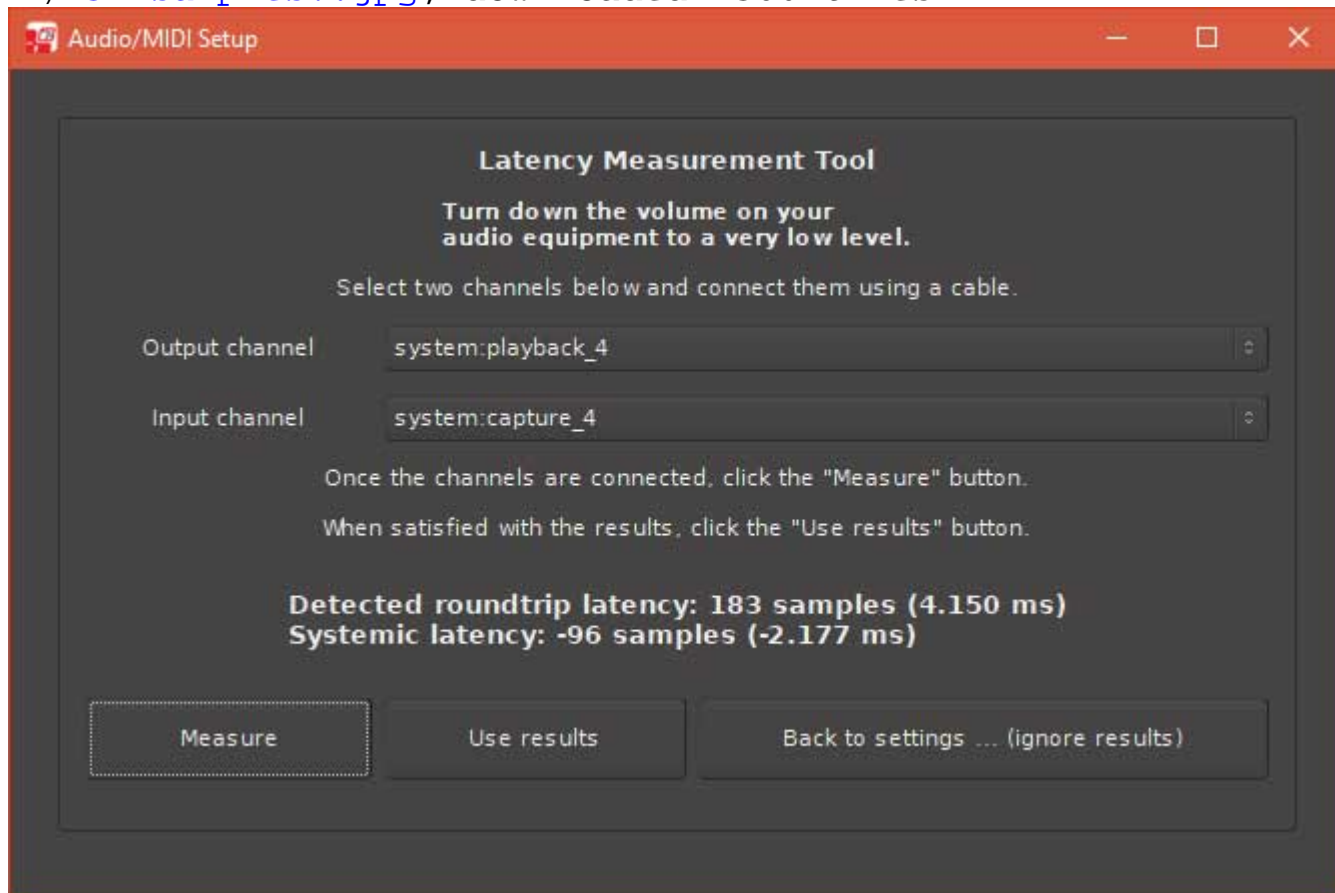 Audio/MIDI Setup
Latency Measurement Tool
Turn down the volume on your
audio equipment to a very low level.
Select two channels below and connect them using a cable.
Output channel system:playback_4
Input channel system:capture_4
Once the channels are connected, click the "Measure" button.
When satisfied with the results, click the "Use results" button.
Detected roundtrip latency: 183 samples (4.150 ms)
Systemic latency: -96 samples (-2.177 ms)
Measure Use results Back to settings ... (ignore results)